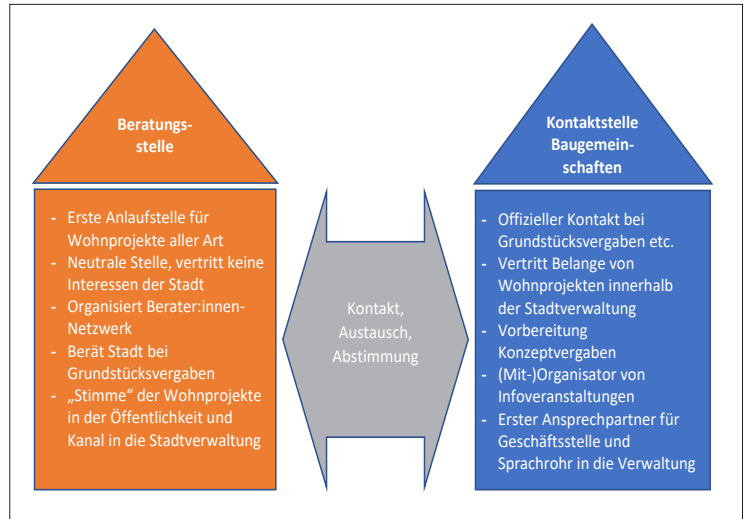 Beratungs-
stelle
- Erste Anlaufstelle für
Wohnprojekte aller Art
- Neutrale Stelle, vertritt keine
Interessen der Stadt
- Organisiert Berater:innen-
Netzwerk
- Berät Stadt bei
Grundstücksvergaben
- „Stimme“ der Wohnprojekte
in der Öffentlichkeit und
Kanal in die Stadtverwaltung
Kontakt,
Austausch,
Abstimmung
Kontaktstelle
Baugemein-
schaften
- Offizieller Kontakt bei
Grundstücksvergaben etc.
- Vertritt Belange von
Wohnprojekten innerhalb
der Stadtverwaltung
- Vorbereitung
Konzeptvergaben
- (Mit-)Organisator von
Infoveranstaltungen
- Erster Ansprechpartner für
Geschäftsstelle und
Sprachrohr in die Verwaltung